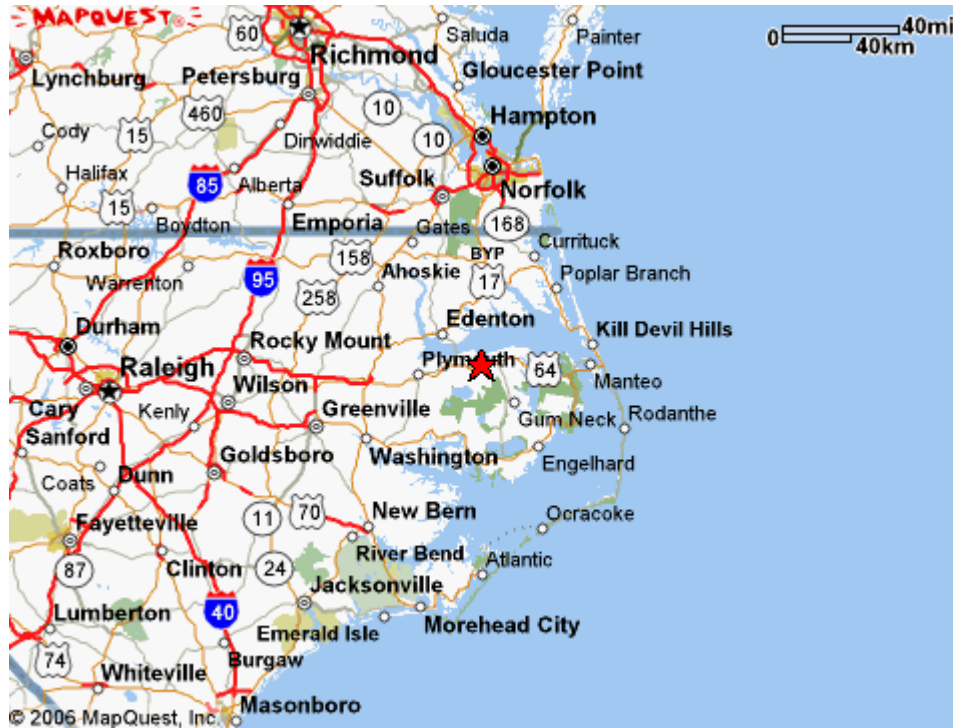 MAPQUEST
60
Richmond
Saluda
Painter
0 40mi
40km
Lynchburg
Petersburg
Gloucester Point
460
10
Hampton
Cody
15
Dinwiddie
10
Halifax
85
Alberta
Suffolk
Norfolk
15
Boydton
Emporia
Gates
168
Roxboro
158
BYP
Currituck
Warrenton
95
Ahoskie
17
Poplar Branch
258
Durham
Edenton
Kill Devil Hills
Rocky Mount
Raleigh
Plymouth
64
Manteo
Wilson
Cary
Kenly
Greenville
Gum Neck
Rodanthe
Sanford
Goldsboro
Washington
Engelhard
Coats
Dunn
70
New Bern
Ocracoke
Fayetteville
11
River Bend
Atlantic
87
Clinton
24
Jacksonville
Lumberton
40
Emerald Isle
Morehead City
74
Burgaw
Whiteville
Masonboro
© 2006 MapQuest, Inc.